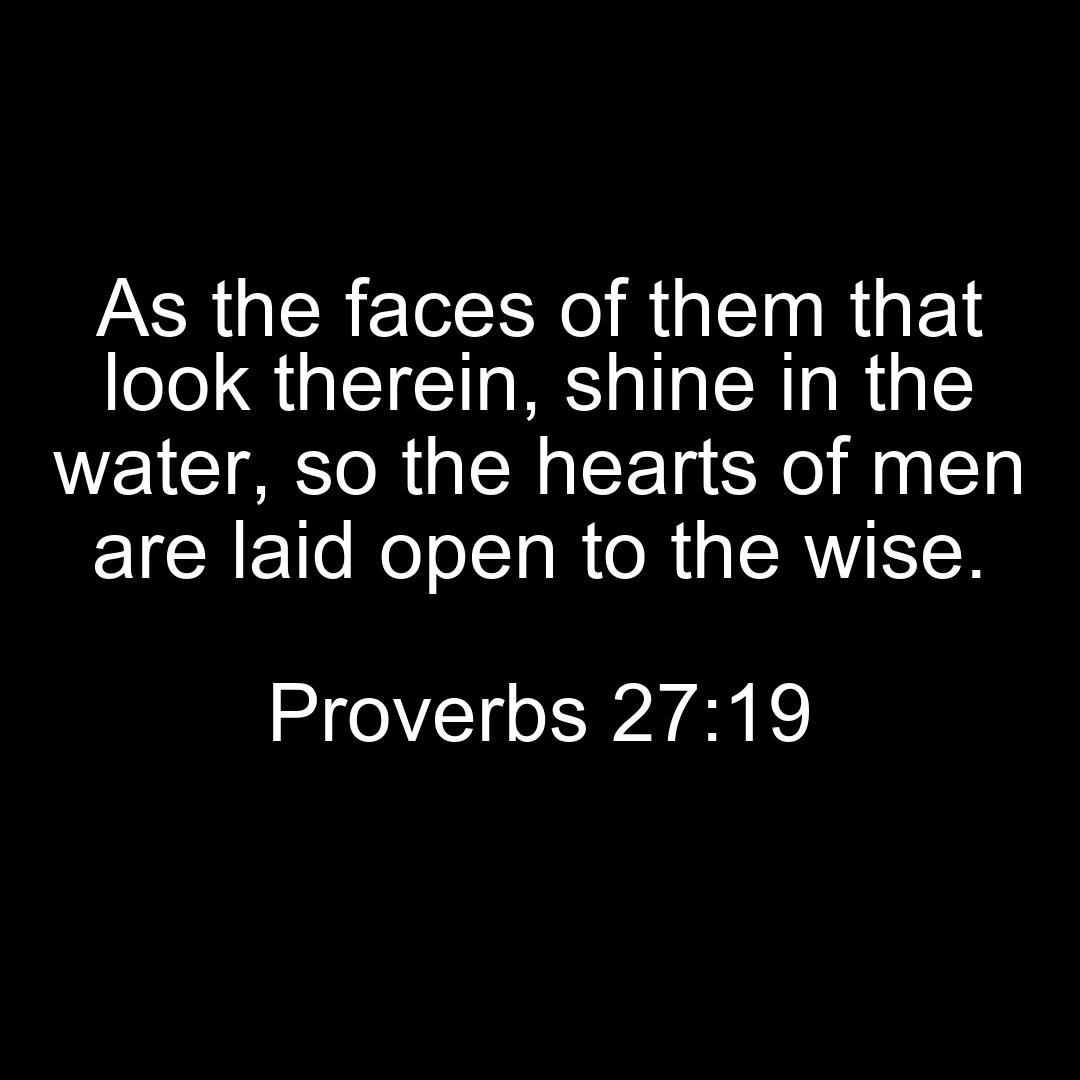 As the faces of them that
look therein, shine in the
water, so the hearts of men
are laid open to the wise.
Proverbs 27:19